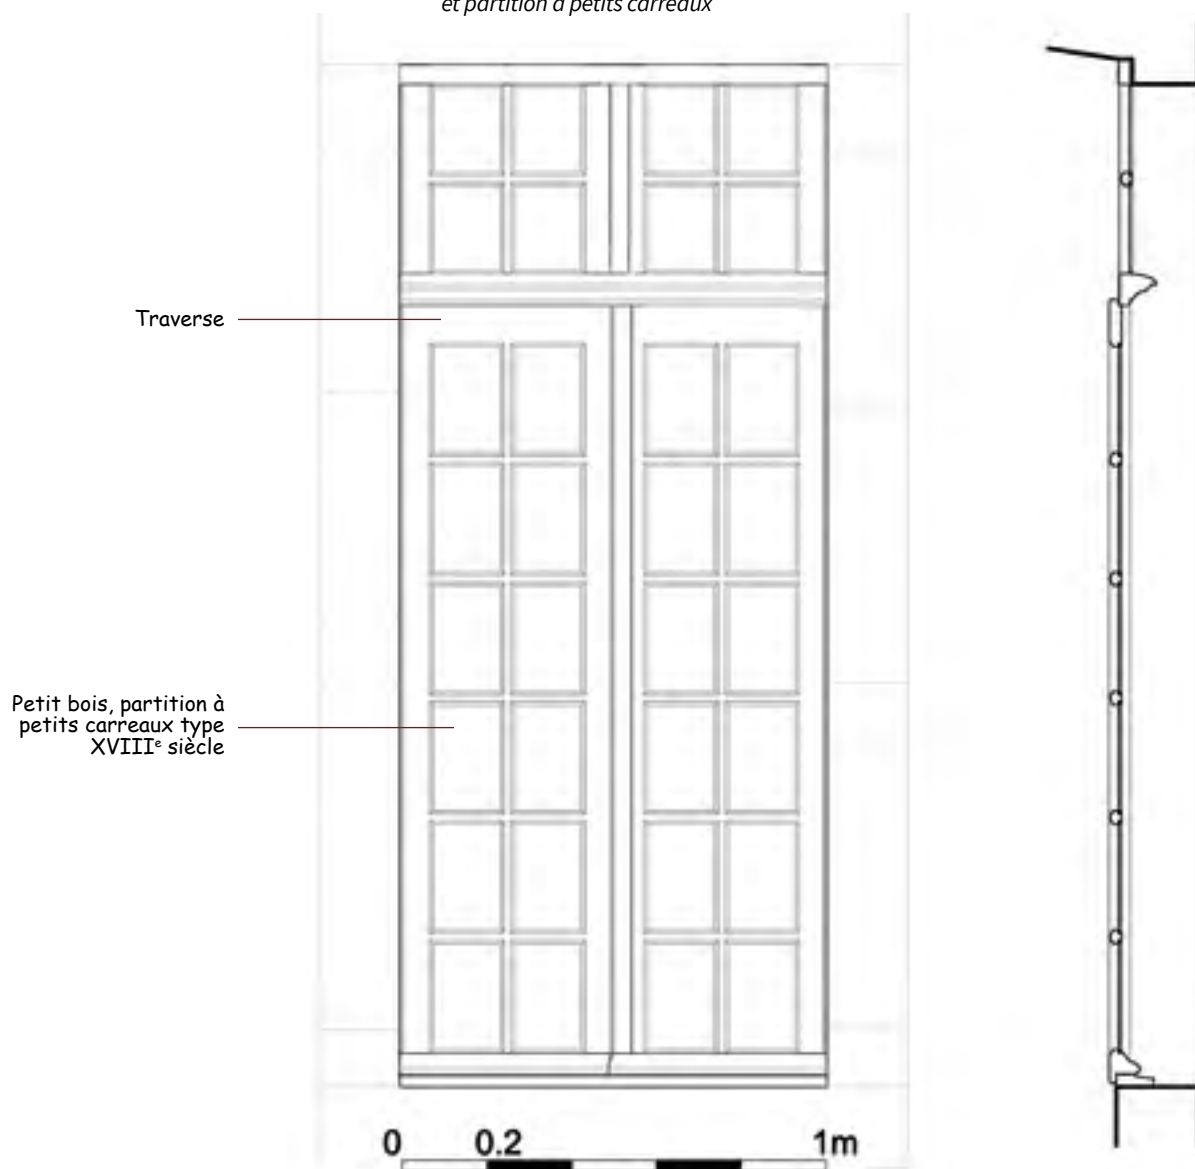 et partition à petits carreaux
Traverse
Petit bois, partition à
petits carreaux type
XVIIIᵉ siècle
0 0.2 1m